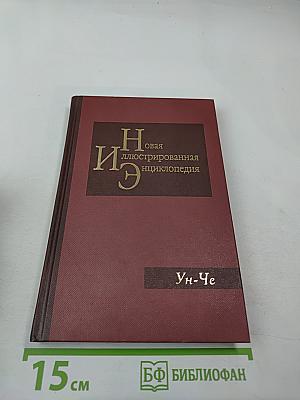 Новая
Иллюстрированная
Энциклопедия
Ун-Че
15 см
БФ БИБЛИОФАН